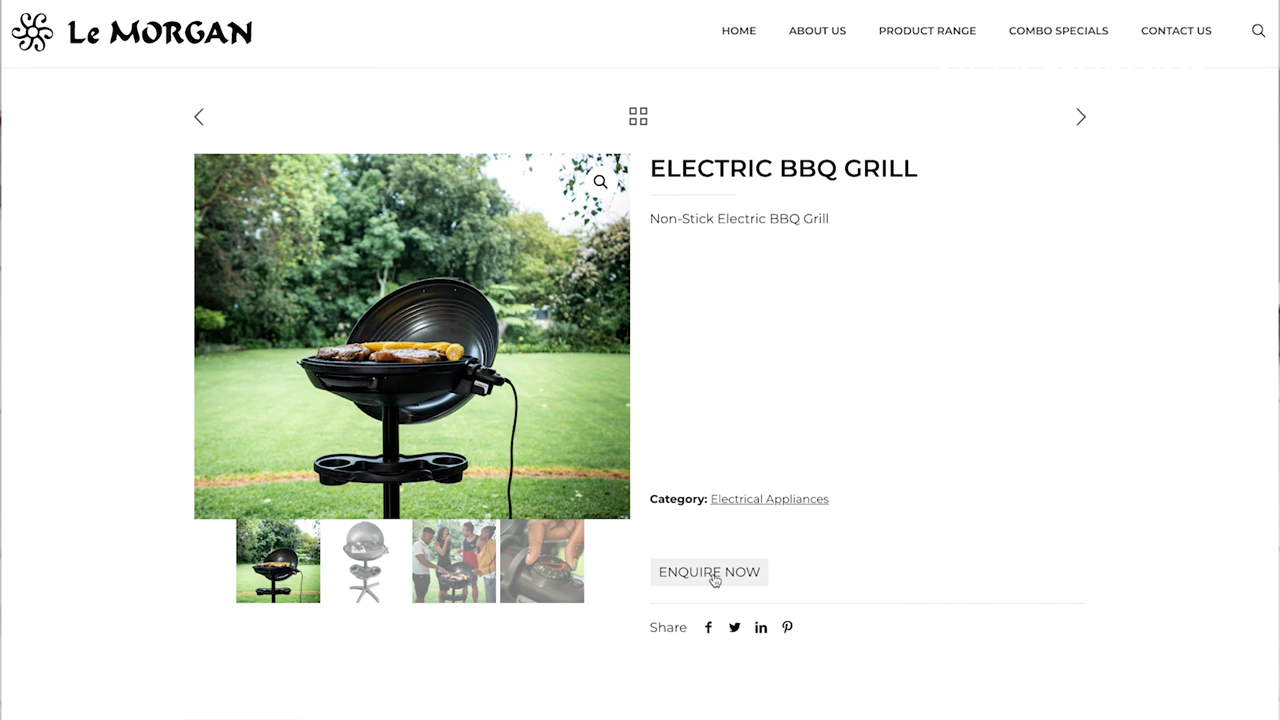 Le MORGAN
HOME ABOUT US PRODUCT RANGE COMBO SPECIALS CONTACT US
ELECTRIC BBQ GRILL
Non-Stick Electric BBQ Grill
Category: Electrical Appliances
ENQUIRE NOW
Share